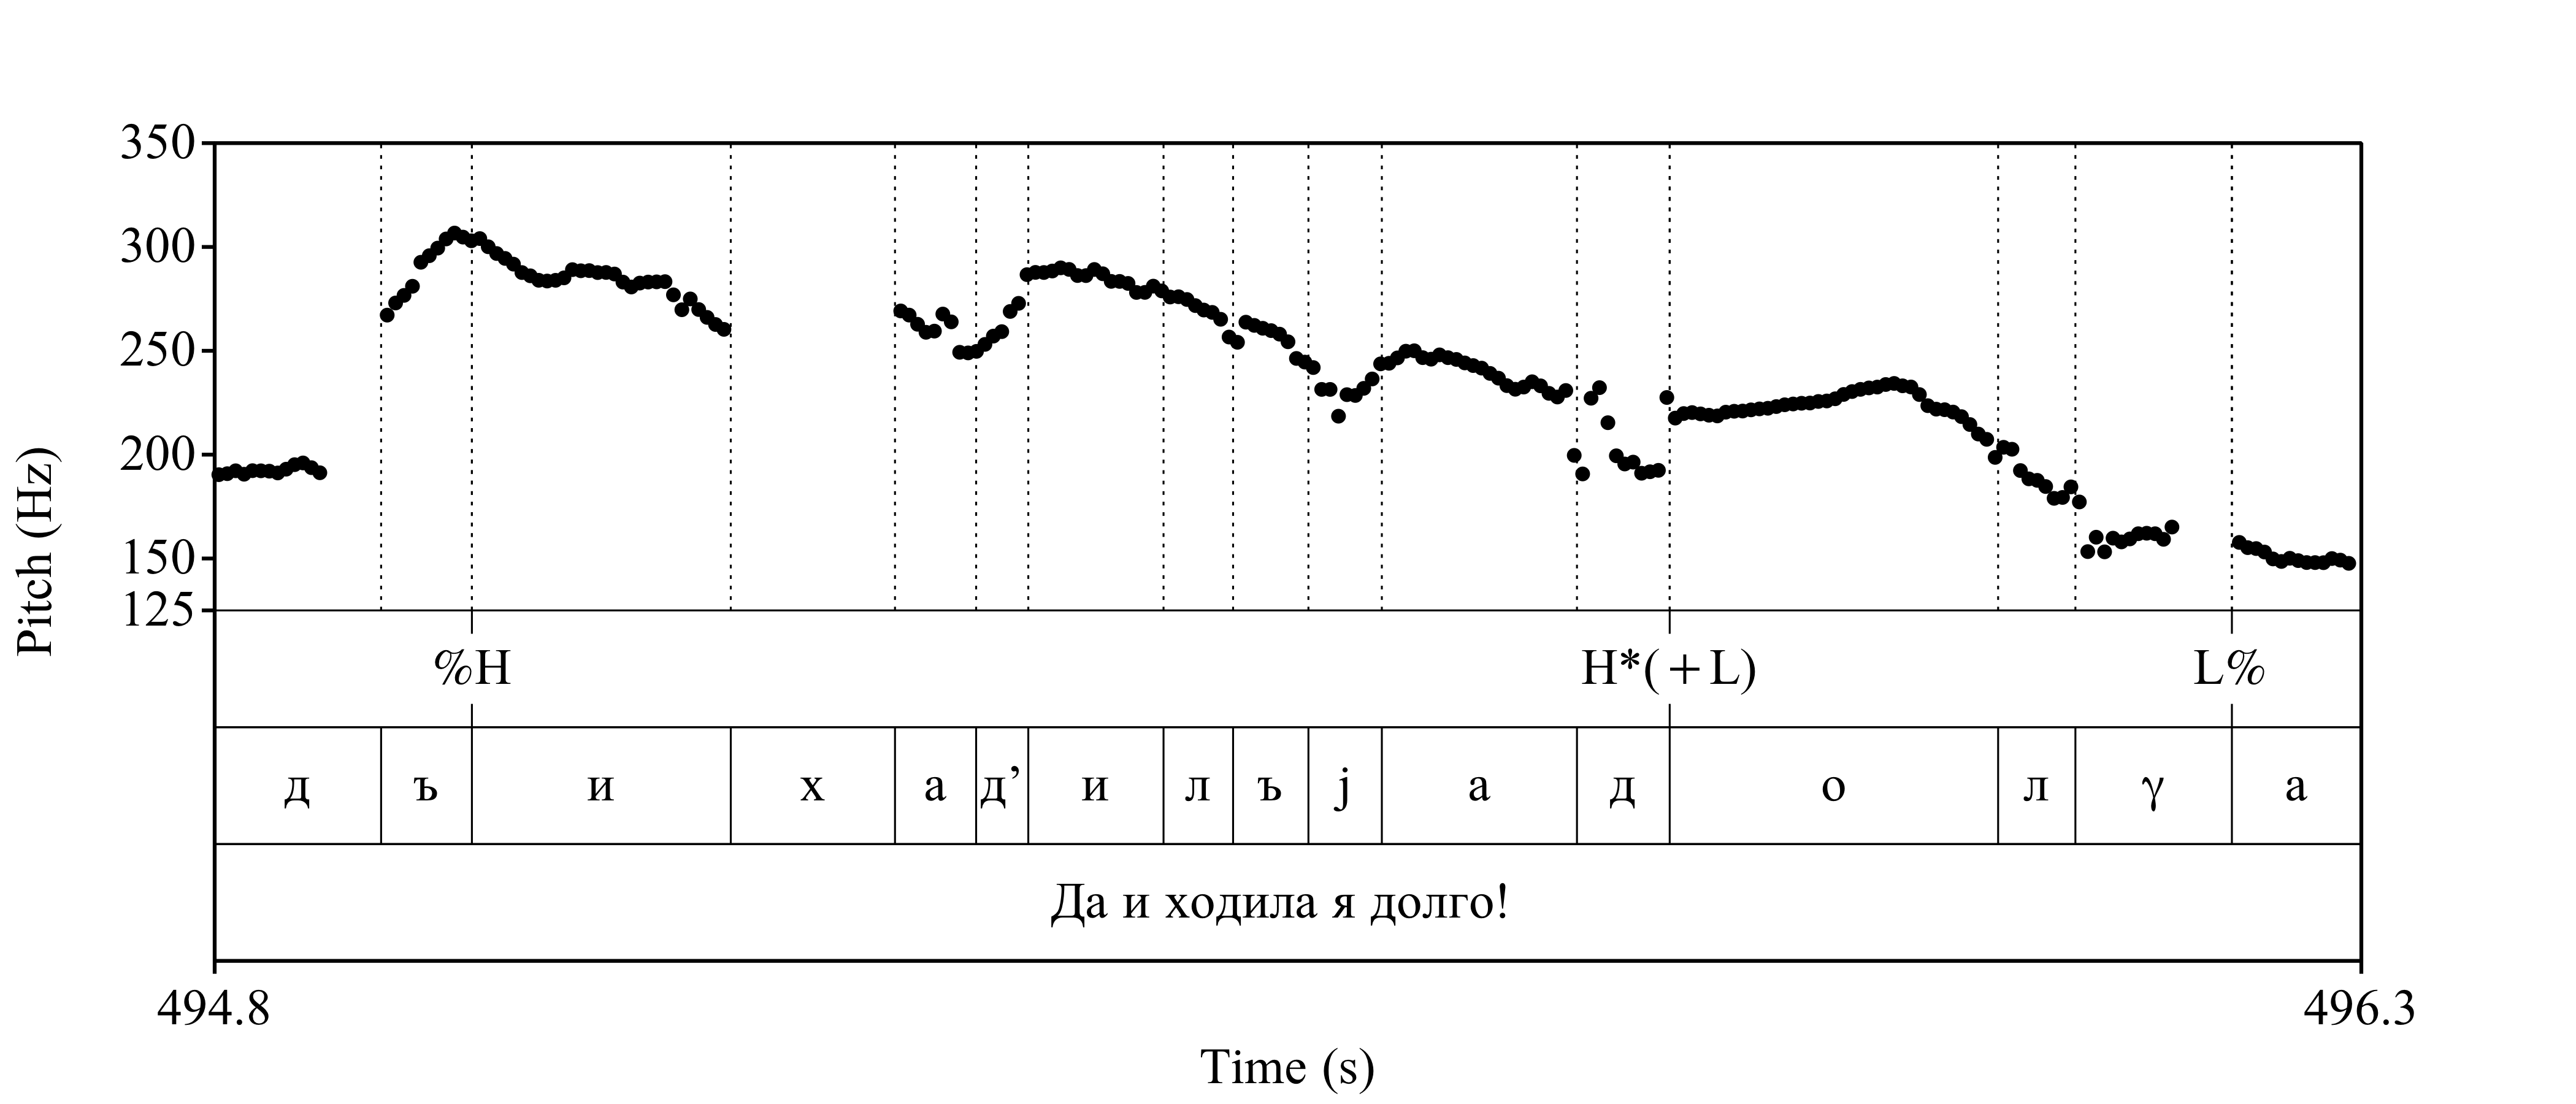 350
300
250
200
150
125
Pitch (Hz)
%H H*(+L) L%
д ъ и х а д’ и л ъ j а д о л γ а
Да и ходила я долго!
494.8 496.3
Time (s)